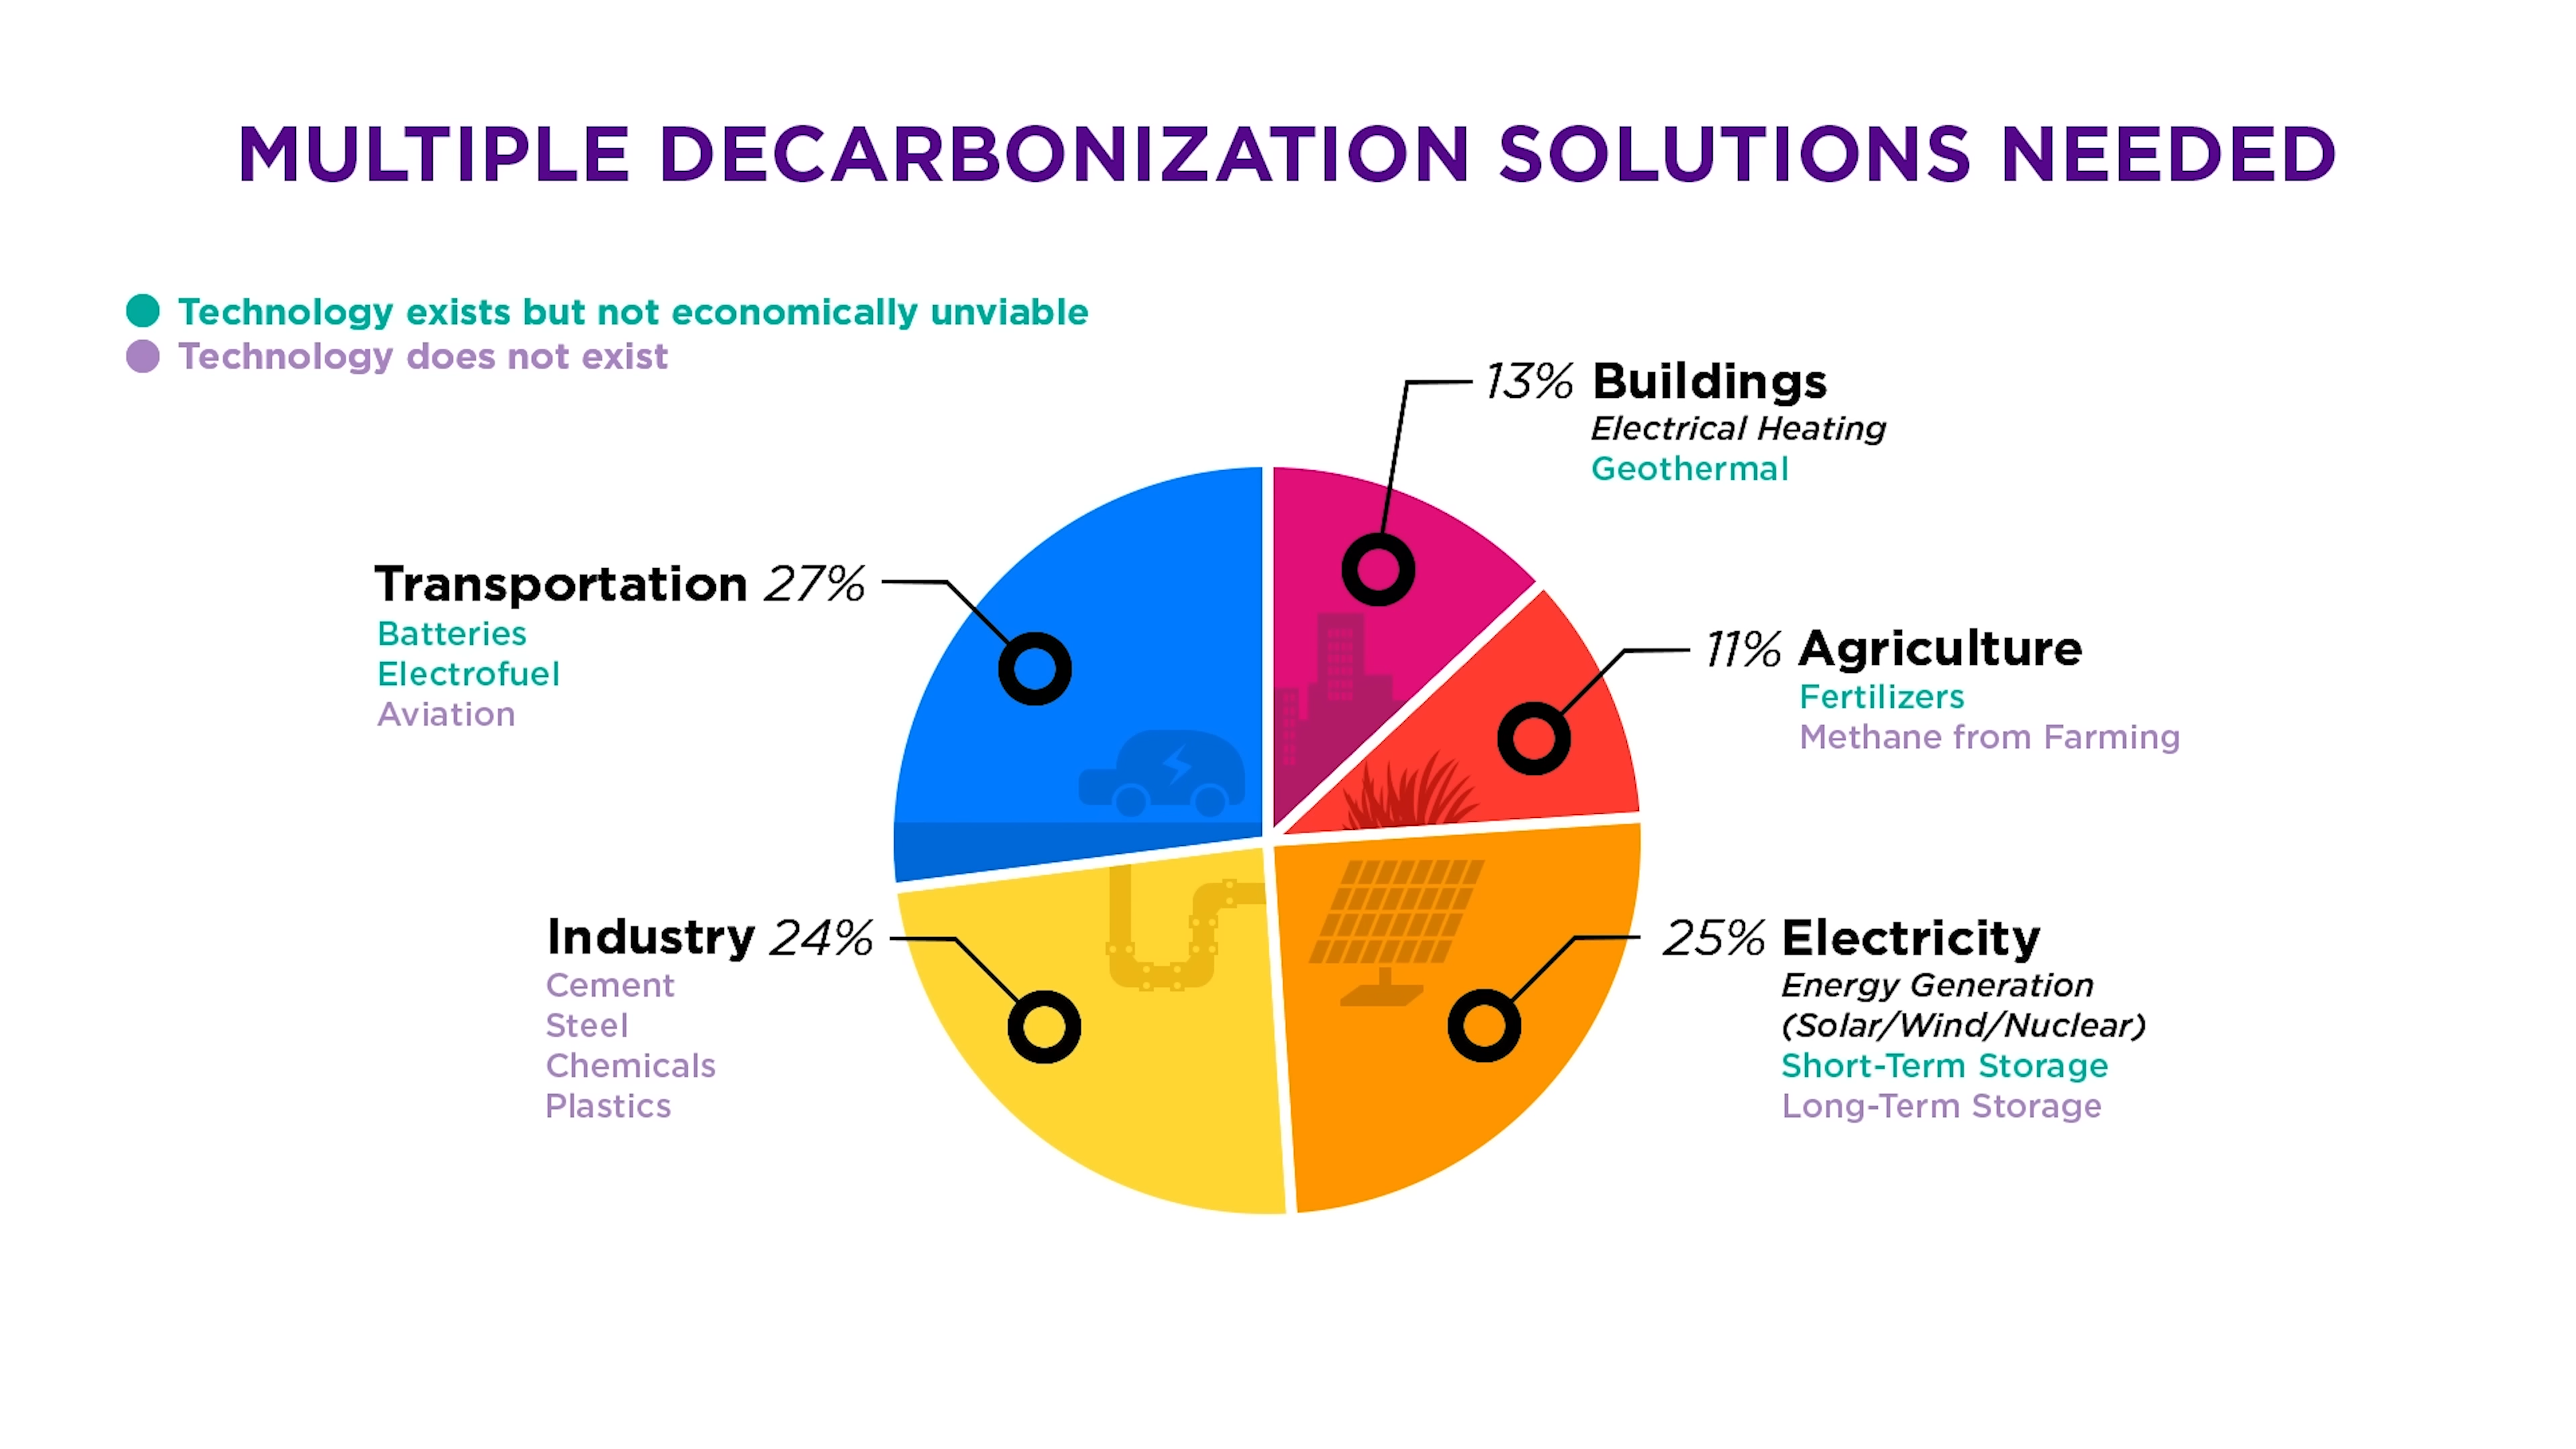 MULTIPLE DECARBONIZATION SOLUTIONS NEEDED
Technology exists but not economically unviable
Technology does not exist
13% Buildings
Electrical Heating
Geothermal
Transportation 27%
Batteries
Electrofuel
Aviation
11% Agriculture
Fertilizers
Methane from Farming
Industry 24%
Cement
Steel
Chemicals
Plastics
25% Electricity
Energy Generation
(Solar/Wind/Nuclear)
Short-Term Storage
Long-Term Storage